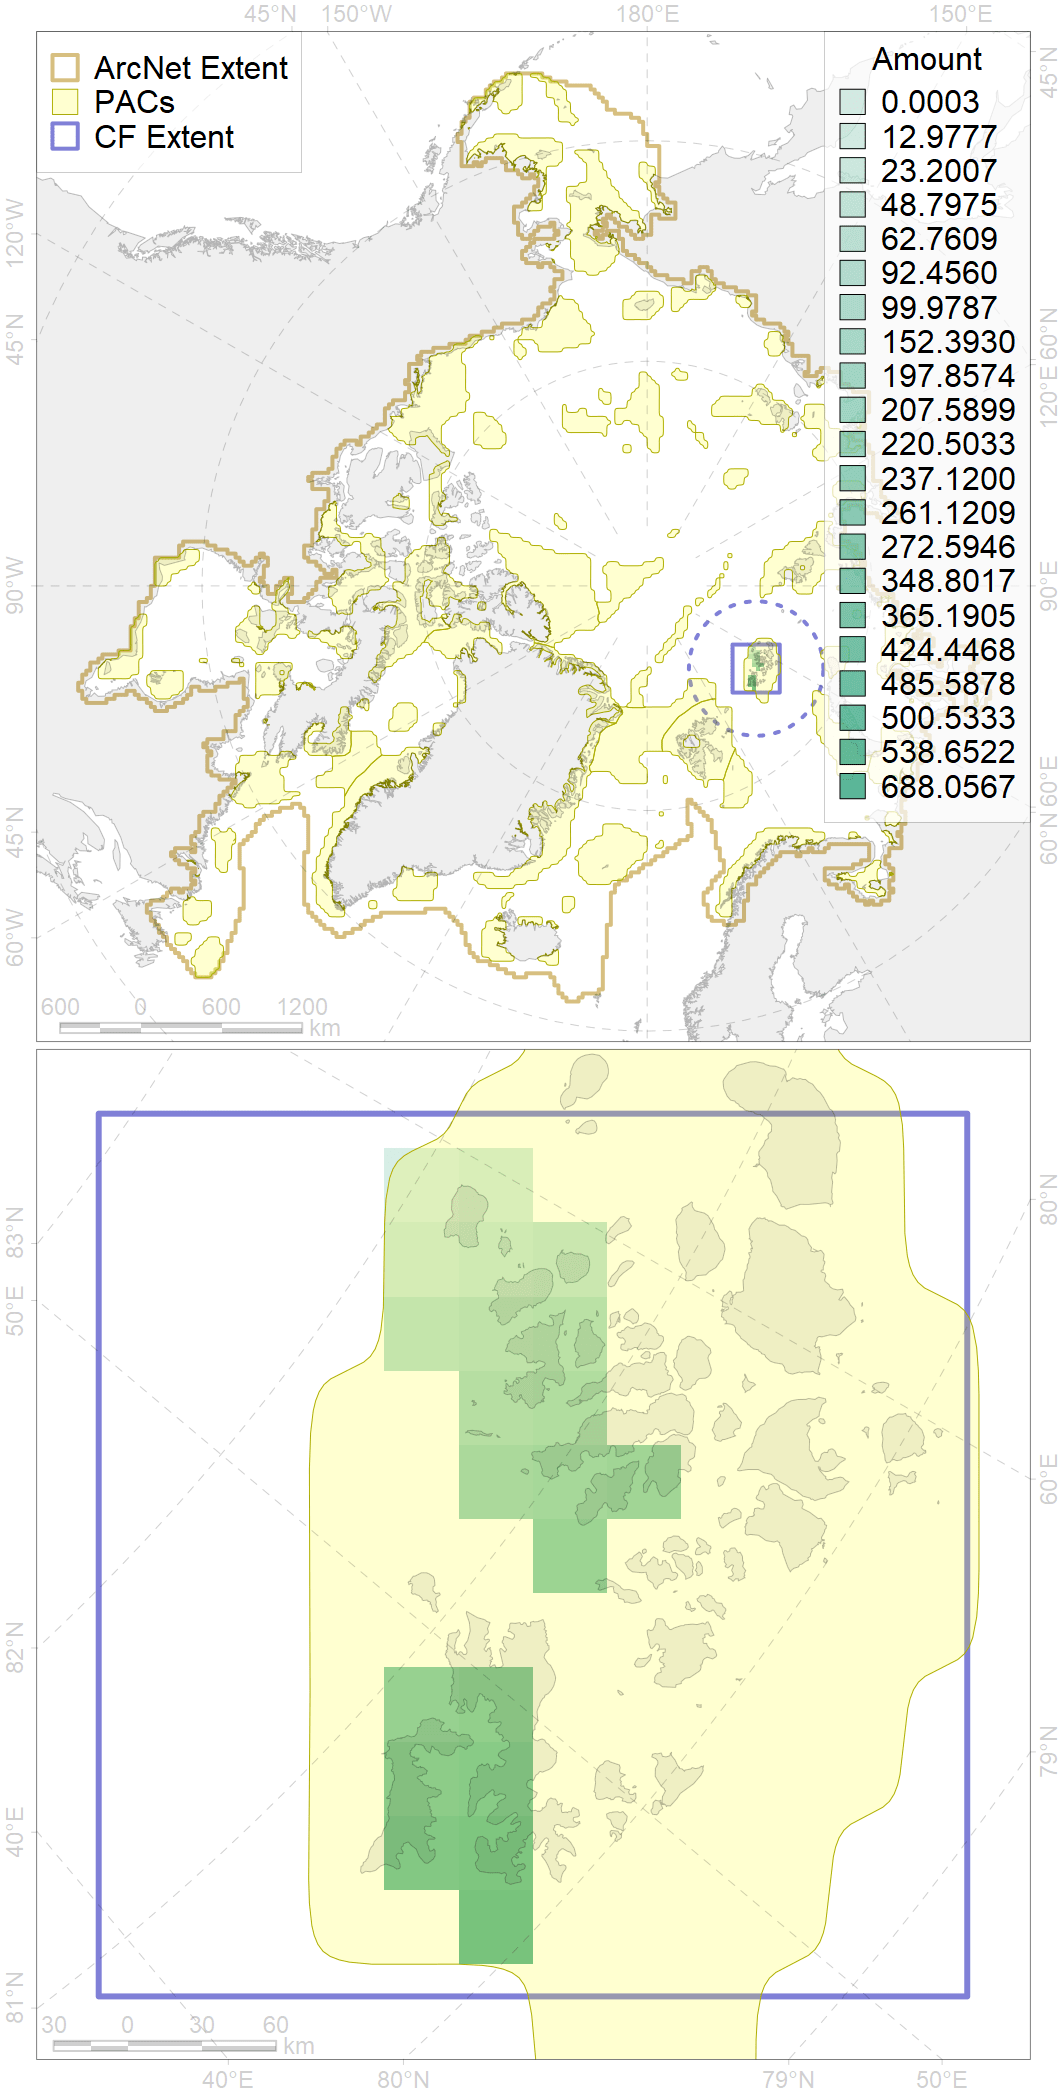 45°N 150°W 180°E 150°E
ArcNet Extent
PACs
CF Extent
Amount
0.0003
12.9777
23.2007
48.7975
62.7609
92.4560
99.9787
152.3930
197.8574
207.5899
220.5033
237.1200
261.1209
272.5946
348.8017
365.1905
424.4468
485.5878
500.5333
538.6522
688.0567
120°W
45°N
90°W
45°N
60°W
45°N
60°N
120°E
90°E
60°E
60°N
600 0 600 1200
km
83°N
50°E
82°N
40°E
81°N
80°N
60°E
79°N
30 0 30 60
km
40°E 80°N 79°N 50°E